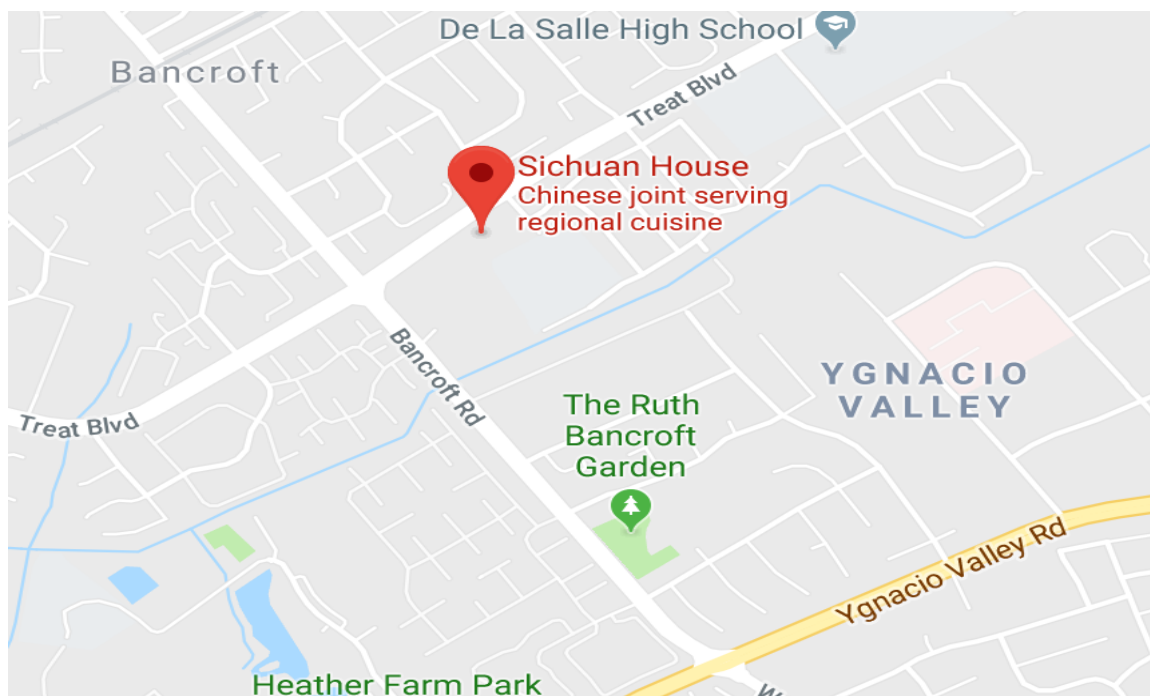 De La Salle High School
Bancroft
Treat Blvd
Sichuan House
Chinese joint serving
regional cuisine
Bancroft Rd
YGNACIO
VALLEY
Treat Blvd
The Ruth
Bancroft
Garden
Ygnacio Valley Rd
Heather Farm Park